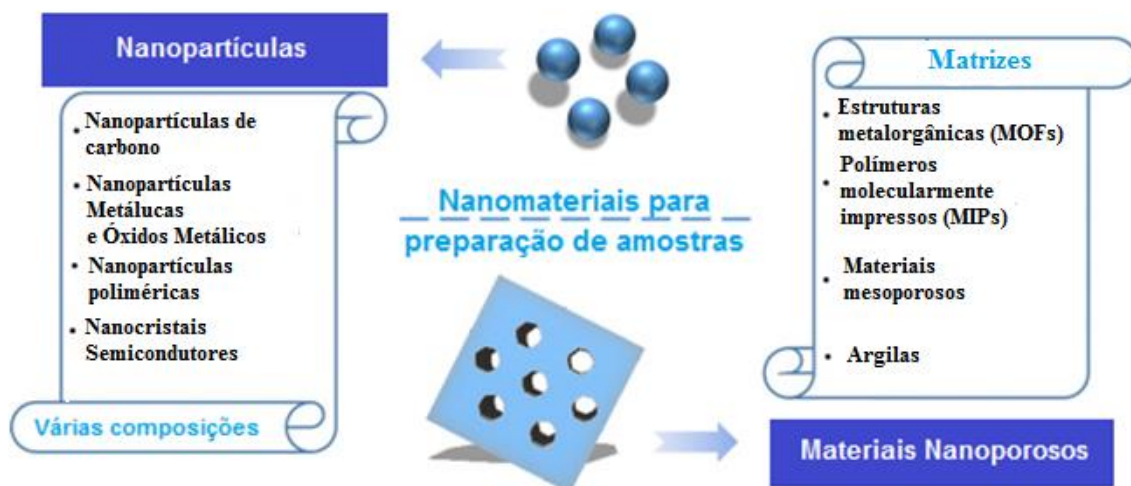 Nanopartículas
• Nanopartículas de
carbono
• Nanopartículas
Metálucas
e Óxidos Metálicos
• Nanopartículas
poliméricas
• Nanocristais
Semicondutores
Várias composições
Nanomateriais para
preparação de amostras
Matrizes
• Estruturas
metalorgânicas (MOFs)
• Polímeros
molecularmente
impressos (MIPs)
• Materiais
mesoporosos
• Argilas
Materiais Nanoporosos